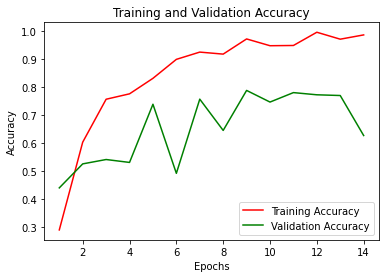 Training and Validation Accuracy
1.0
0.9
0.8
0.7
0.6
0.5
0.4
0.3
Accuracy
Training Accuracy
Validation Accuracy
2 4 6 8 10 12 14
Epochs